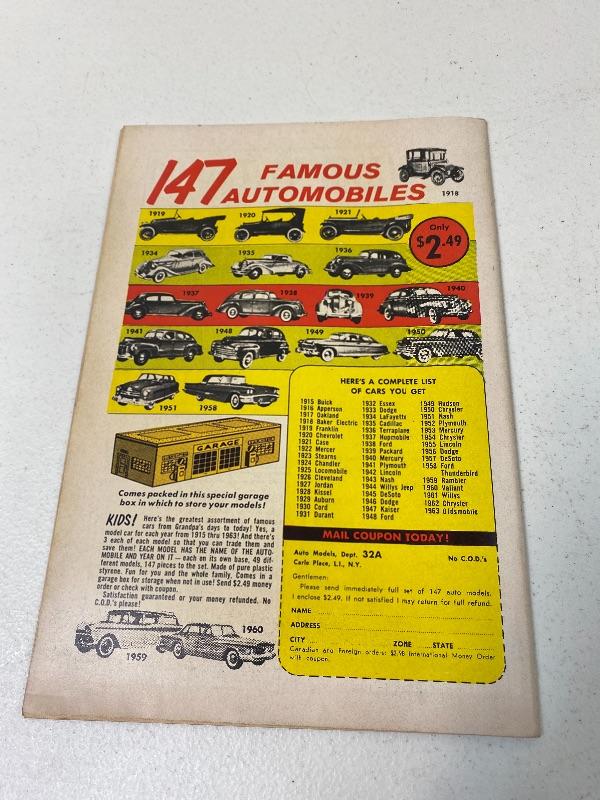 147 FAMOUS
AUTOMOBILES
1918
1919
1920
1921
Only
$2.49
1934
1935
1936
1937
1938
1939
1940
1941
1948
1949
1950
1951
1958
GARAGE
Comes packed in this special garage
box in which to store your models!
KIDS! Here's the greatest assortment of famous
cars from Grandpa's days to today! Yes, a
model car for each year from 1915 thru 1963! And there's
3 each of each model so that you can trade them and
save them! EACH MODEL HAS THE NAME OF THE AUTO-
MOBILE AND YEAR ON IT — each on its own base, 49 dif-
ferent models, 147 pieces to the set. Made of pure plastic
styrene. Fun for you and the whole family. Comes in a
garage box for storage when not in use! Send $2.49 money
order or check with coupon.
Satisfaction guaranteed or your money refunded. No
C.O.D.'s please!
1959
1960
HERE'S A COMPLETE LIST
OF CARS YOU GET
1915 Buick
1916 Apperson
1917 Oakland
1918 Baker Electric
1919 Franklin
1920 Chevrolet
1921 Case
1922 Mercer
1923 Stearns
1924 Chandler
1925 Locomobile
1926 Cleveland
1927 Jordan
1928 Kissel
1929 Auburn
1930 Cord
1931 Durant
1932 Essex
1933 Dodge
1934 LaFayette
1935 Cadillac
1936 Terraplane
1937 Hupmobile
1938 Ford
1939 Packard
1940 Mercury
1941 Plymouth
1942 Lincoln
1943 Nash
1944 Willys Jeep
1945 DeSoto
1946 Dodge
1947 Kaiser
1948 Ford
1949 Hudson
1950 Chrysler
1951 Nash
1952 Plymouth
1953 Mercury
1954 Chrysler
1955 Lincoln
1956 Dodge
1957 DeSoto
1958 Ford
Thunderbird
1959 Rambler
1960 Valiant
1961 Willys
1962 Chrysler
1963 Oldsmobile
MAIL COUPON TODAY!
Auto Models, Dept. 32A No C.O.D.'s
Carle Place, L.I., N.Y.
Gentlemen:
Please send immediately full set of 147 auto models.
I enclose $2.49. If not satisfied I may return for full refund.
NAME
ADDRESS
CITY ZONE STATE
Canadian and Foreign orders: $2.98 International Money Order
with coupon.